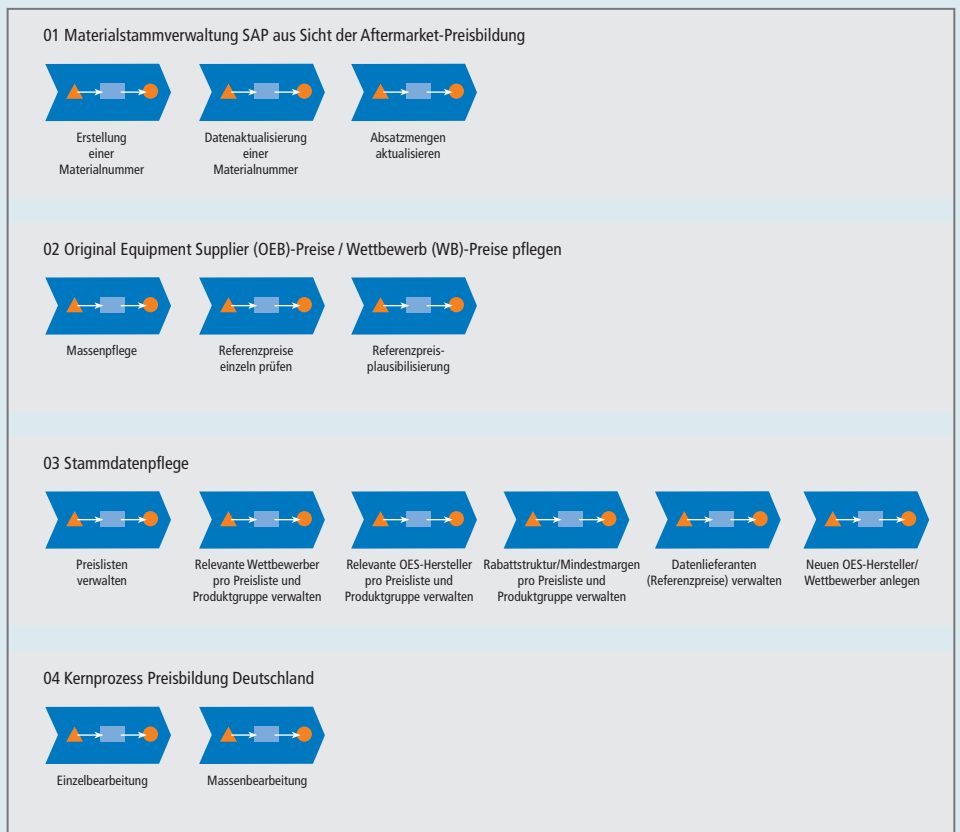 01 Materialstammverwaltung SAP aus Sicht der Aftermarket-Preisbildung
Erstellung
einer
Materialnummer
Datenaktualisierung
einer
Materialnummer
Absatzmengen
aktualisieren
02 Original Equipment Supplier (OEB)-Preise / Wettbewerb (WB)-Preise pflegen
Massenpflege
Referenzpreise
einzeln prüfen
Referenzpreis-
plausibilisierung
03 Stammdatenpflege
Preislisten
verwalten
Relevante Wettbewerber
pro Preisliste und
Produktgruppe verwalten
Relevante OES-Hersteller
pro Preisliste und
Produktgruppe verwalten
Rabattstruktur/Mindestmargen
pro Preisliste und
Produktgruppe verwalten
Datenlieferanten
(Referenzpreise) verwalten
Neuen OES-Hersteller/
Wettbewerber anlegen
04 Kernprozess Preisbildung Deutschland
Einzelbearbeitung
Massenbearbeitung